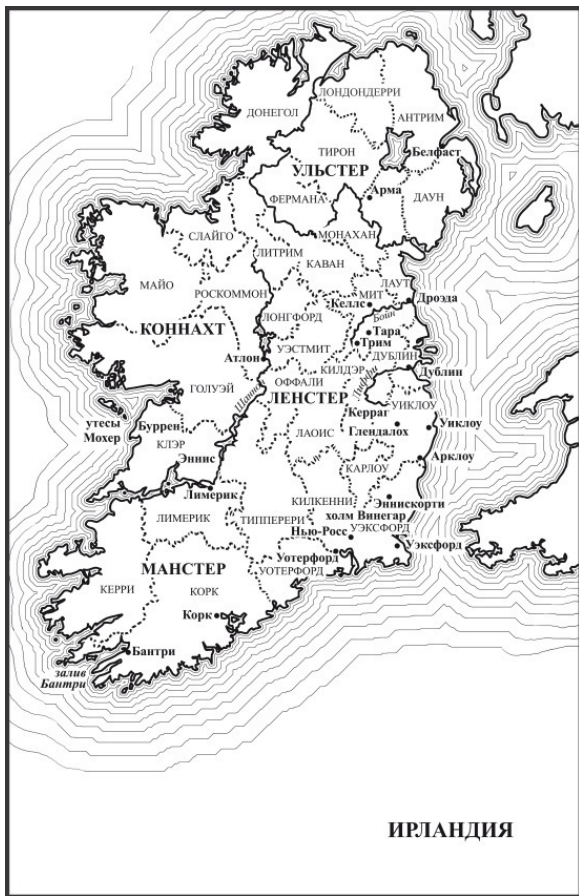 ЛОНДОНДЕРРИ
ДОНЕГОЛ
АНТРИМ
ТИРОН
Белфаст
УЛЬСТЕР
Арма
ФЕРМАНА
ДАУН
МОНАХАН
СЛАЙГО
ЛИТРИМ
КАВАН
ЛАУТ
МАЙО
РОСКОММОН
МИТ
Келлс
Дроэда
Бойн
ЛОНГФОРД
КОННАХТ
Тара
УЭСТМИТ
Трим
ДУБЛИН
Атлон
КИЛДЭР
Дублин
ОФФАЛИ
Лиффи
ГОЛУЭЙ
Шаннон
ЛЕНСТЕР
УИКЛОУ
Керраг
утесы
Мохер
Буррен
Глендалох
Уиклоу
ЛАОИС
КЛЭР
Эннис
Арклоу
КАРЛОУ
Лимерик
КИЛКЕННИ
Эннискорти
холм Винегар
ЛИМЕРИК
ТИППЕРЕРИ
Нью-Росс
УЭКСФОРД
Уотерфорд
Уэксфорд
МАНСТЕР
УОТЕРФОРД
КЕРРИ
КОРК
Корк
Бантри
залив
Бантри
ИРЛАНДИЯ